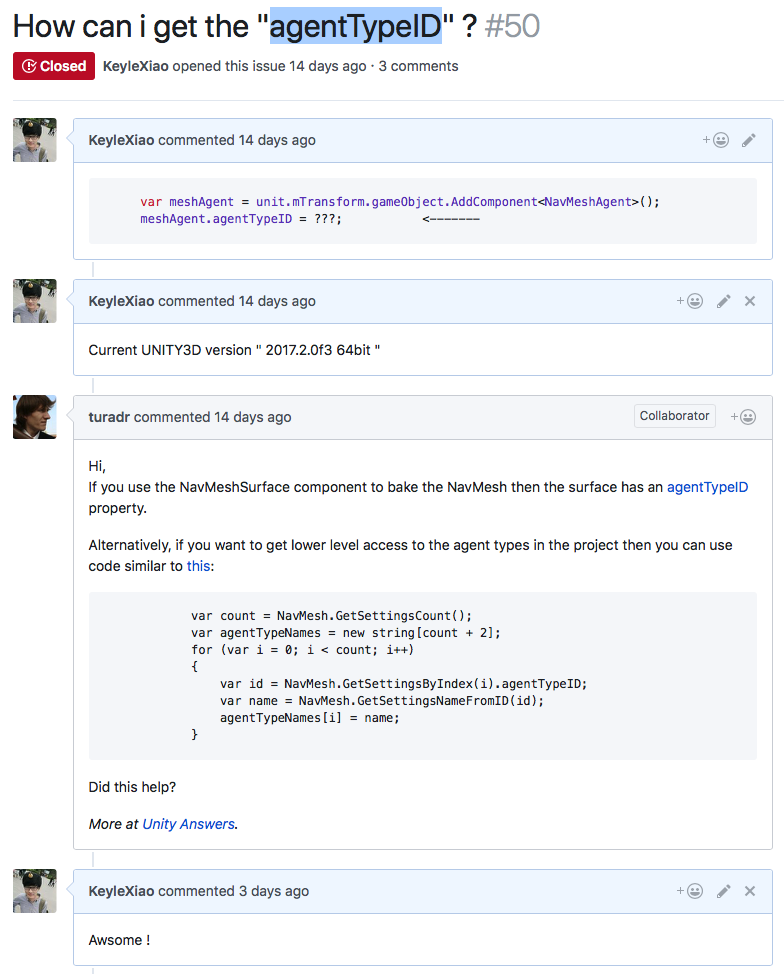 How can i get the "agentTypeID" ? #50
Closed KeyleXiao opened this issue 14 days ago · 3 comments
KeyleXiao commented 14 days ago
var meshAgent = unit.mTransform.gameObject.AddComponent<NavMeshAgent>();
meshAgent.agentTypeID = ???; <-------
KeyleXiao commented 14 days ago
Current UNITY3D version " 2017.2.0f3 64bit "
turadr commented 14 days ago Collaborator
Hi,
If you use the NavMeshSurface component to bake the NavMesh then the surface has an agentTypeID
property.
Alternatively, if you want to get lower level access to the agent types in the project then you can use
code similar to this:
var count = NavMesh.GetSettingsCount();
var agentTypeNames = new string[count + 2];
for (var i = 0; i < count; i++)
{
var id = NavMesh.GetSettingsByIndex(i).agentTypeID;
var name = NavMesh.GetSettingsNameFromID(id);
agentTypeNames[i] = name;
}
Did this help?
More at Unity Answers.
KeyleXiao commented 3 days ago
Awsome !